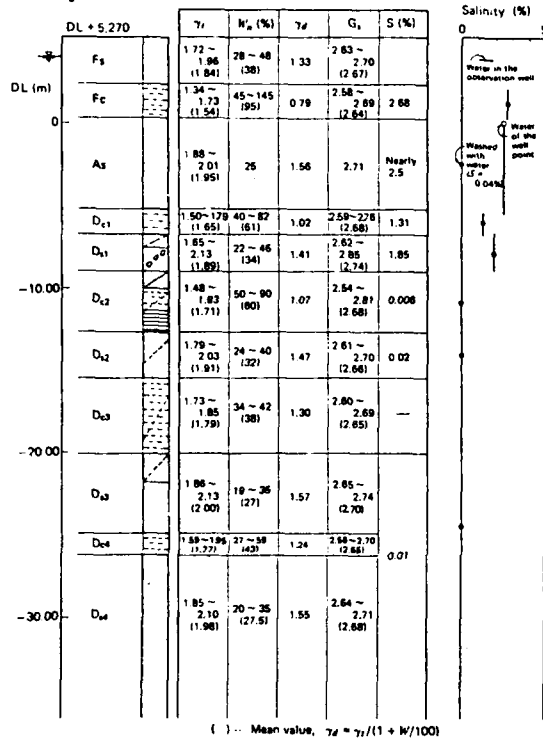 γt W'n (%) γd Gs S (%)
Salinity (%)
0 5
DL + 5.270
DL (m)
Fs 1.72 ~ 1.96 (1.84) 28 ~ 48 (38) 1.33 2.63 ~ 2.70 (2.67)
Water in the observation well
Fc 1.34 ~ 1.73 (1.54) 45~145 (95) 0.79 2.58 ~ 2.69 (2.64) 2.68
0
Water of the well point
As 1.88 ~ 2.01 (1.95) 25 1.56 2.71 Nearly 2.5
Washed with water (S = 0.04%)
Dc1 1.50~1.79 (1.65) 40 ~ 82 (61) 1.02 2.59~2.76 (2.68) 1.31
Ds1 1.65 ~ 2.13 (1.89) 22 ~ 46 (34) 1.41 2.62 ~ 2.85 (2.74) 1.85
-10.00
Dc2 1.48 ~ 1.93 (1.71) 50 ~ 90 (60) 1.07 2.54 ~ 2.81 (2.68) 0.006
Ds2 1.79 ~ 2.03 (1.91) 24 ~ 40 (32) 1.47 2.61 ~ 2.70 (2.66) 0.02
Dc3 1.73 ~ 1.85 (1.79) 34 ~ 42 (38) 1.30 2.60 ~ 2.69 (2.65) —
-20.00
Ds3 1.86 ~ 2.13 (2.00) 19 ~ 35 (27) 1.57 2.65 ~ 2.74 (2.70)
Dc4 1.59~1.95 (1.77) 27 ~ 59 (43) 1.24
0.01
-30.00
Ds4 1.85 ~ 2.10 (1.98) 20 ~ 35 (27.5) 1.55 2.64 ~ 2.71 (2.68)
( ) ·· Mean value, γd = γt/(1 + W/100)